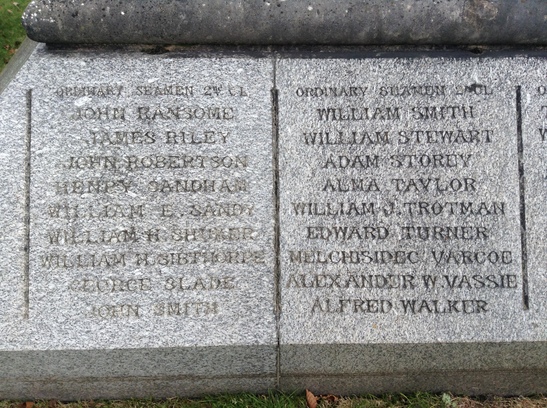 ORDINARY SEAMEN 2ND CL
JOHN RANSOME
JAMES RILEY
JOHN ROBERTSON
HENRY SANDHAM
WILLIAM E. SANDY
WILLIAM H. SHUKER
WILLIAM H. SIBTHORPE
GEORGE SLADE
JOHN SMITH
ORDINARY SEAMEN 2ND CL
WILLIAM SMITH
WILLIAM STEWART
ADAM STOREY
ALMA TAYLOR
WILLIAM J. TROTMAN
EDWARD TURNER
MELCHISIDEC VARCOE
ALEXANDER W. VASSIE
ALFRED WALKER